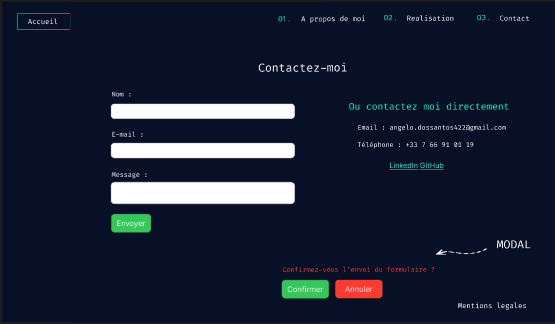 Accueil
01. A propos de moi
02. Realisation
03. Contact
Contactez-moi
Nom :
E-mail :
Message :
Envoyer
Ou contactez moi directement
Email : angelo.dossantos422@gmail.com
Téléphone : +33 7 66 91 01 19
LinkedIn GitHub
MODAL
Confirmez-vous l'envoi du formulaire ?
Confirmer
Annuler
Mentions legales